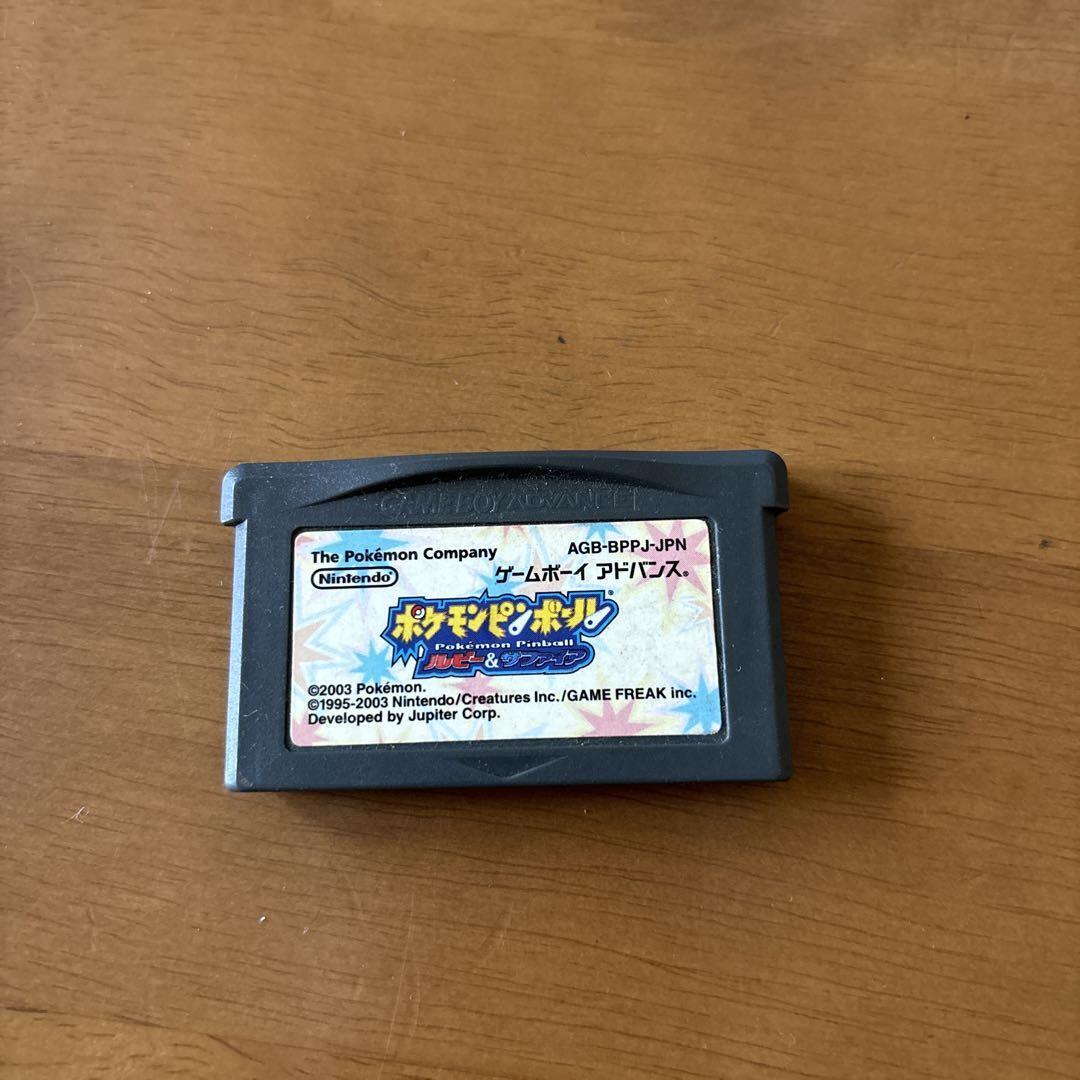 GAME BOY ADVANCE
The Pokémon Company
AGB-BPPJ-JPN
Nintendo
ゲームボーイ アドバンス®
ポケモンピンボール®
Pokémon Pinball
ルビー&サファイア
©2003 Pokémon.
©1995-2003 Nintendo/Creatures Inc./GAME FREAK inc.
Developed by Jupiter Corp.